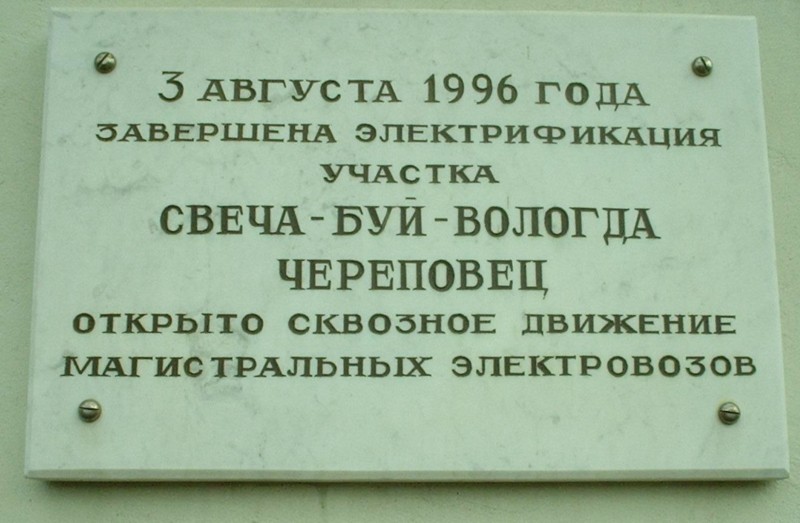 3 АВГУСТА 1996 ГОДА
ЗАВЕРШЕНА ЭЛЕКТРИФИКАЦИЯ
УЧАСТКА
СВЕЧА-БУЙ-ВОЛОГДА
ЧЕРЕПОВЕЦ
ОТКРЫТО СКВОЗНОЕ ДВИЖЕНИЕ
МАГИСТРАЛЬНЫХ ЭЛЕКТРОВОЗОВ